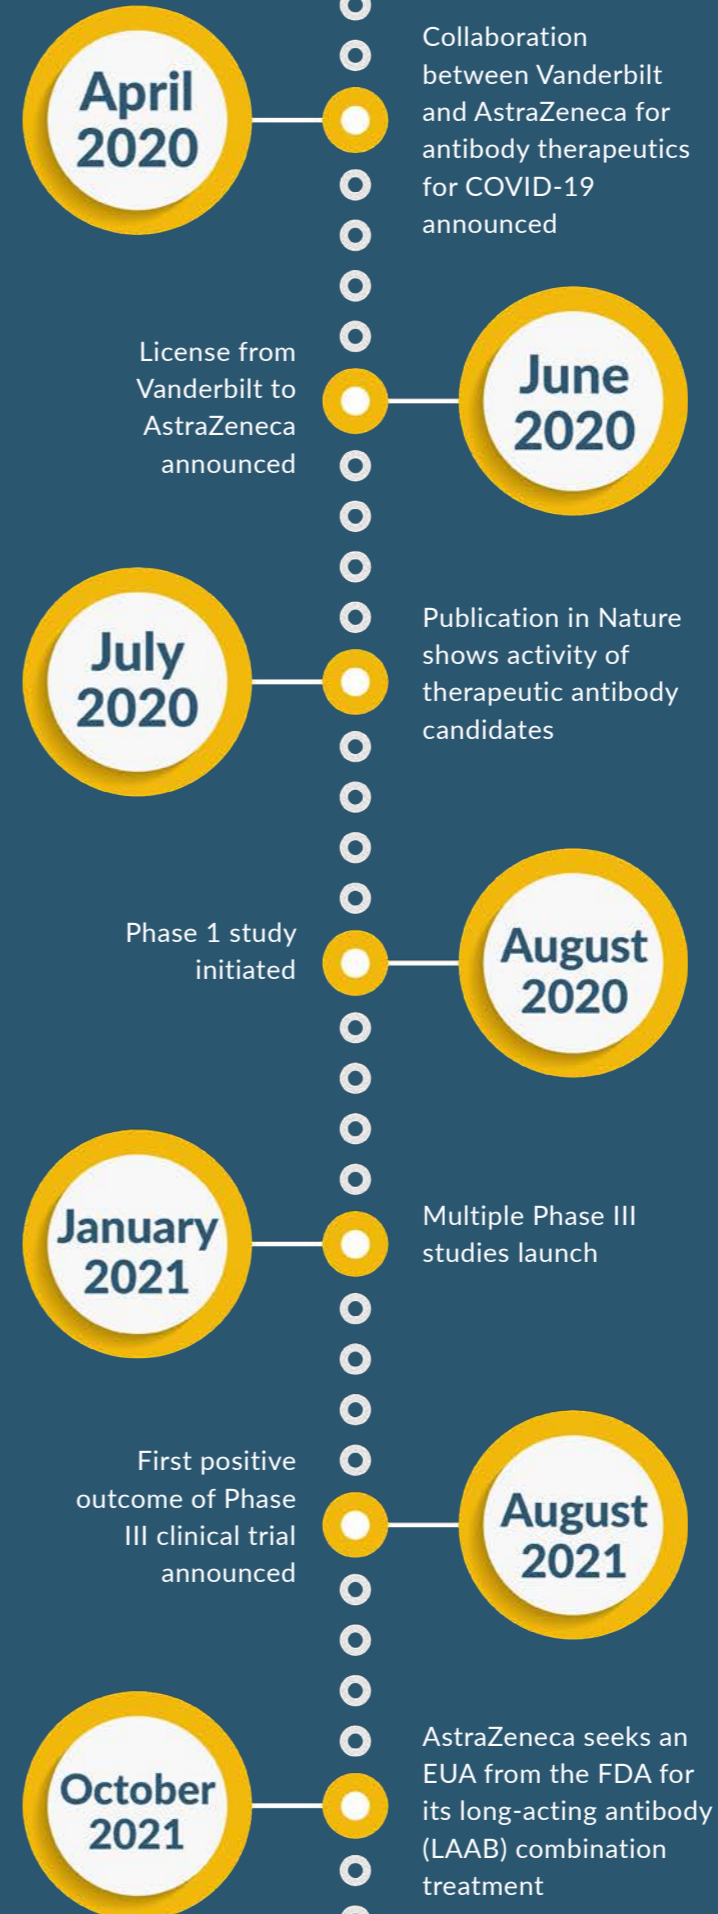 April
2020
Collaboration
between Vanderbilt
and AstraZeneca for
antibody therapeutics
for COVID-19
announced
License from
Vanderbilt to
AstraZeneca
announced
June
2020
July
2020
Publication in Nature
shows activity of
therapeutic antibody
candidates
Phase 1 study
initiated
August
2020
January
2021
Multiple Phase III
studies launch
First positive
outcome of Phase
III clinical trial
announced
August
2021
October
2021
AstraZeneca seeks an
EUA from the FDA for
its long-acting antibody
(LAAB) combination
treatment